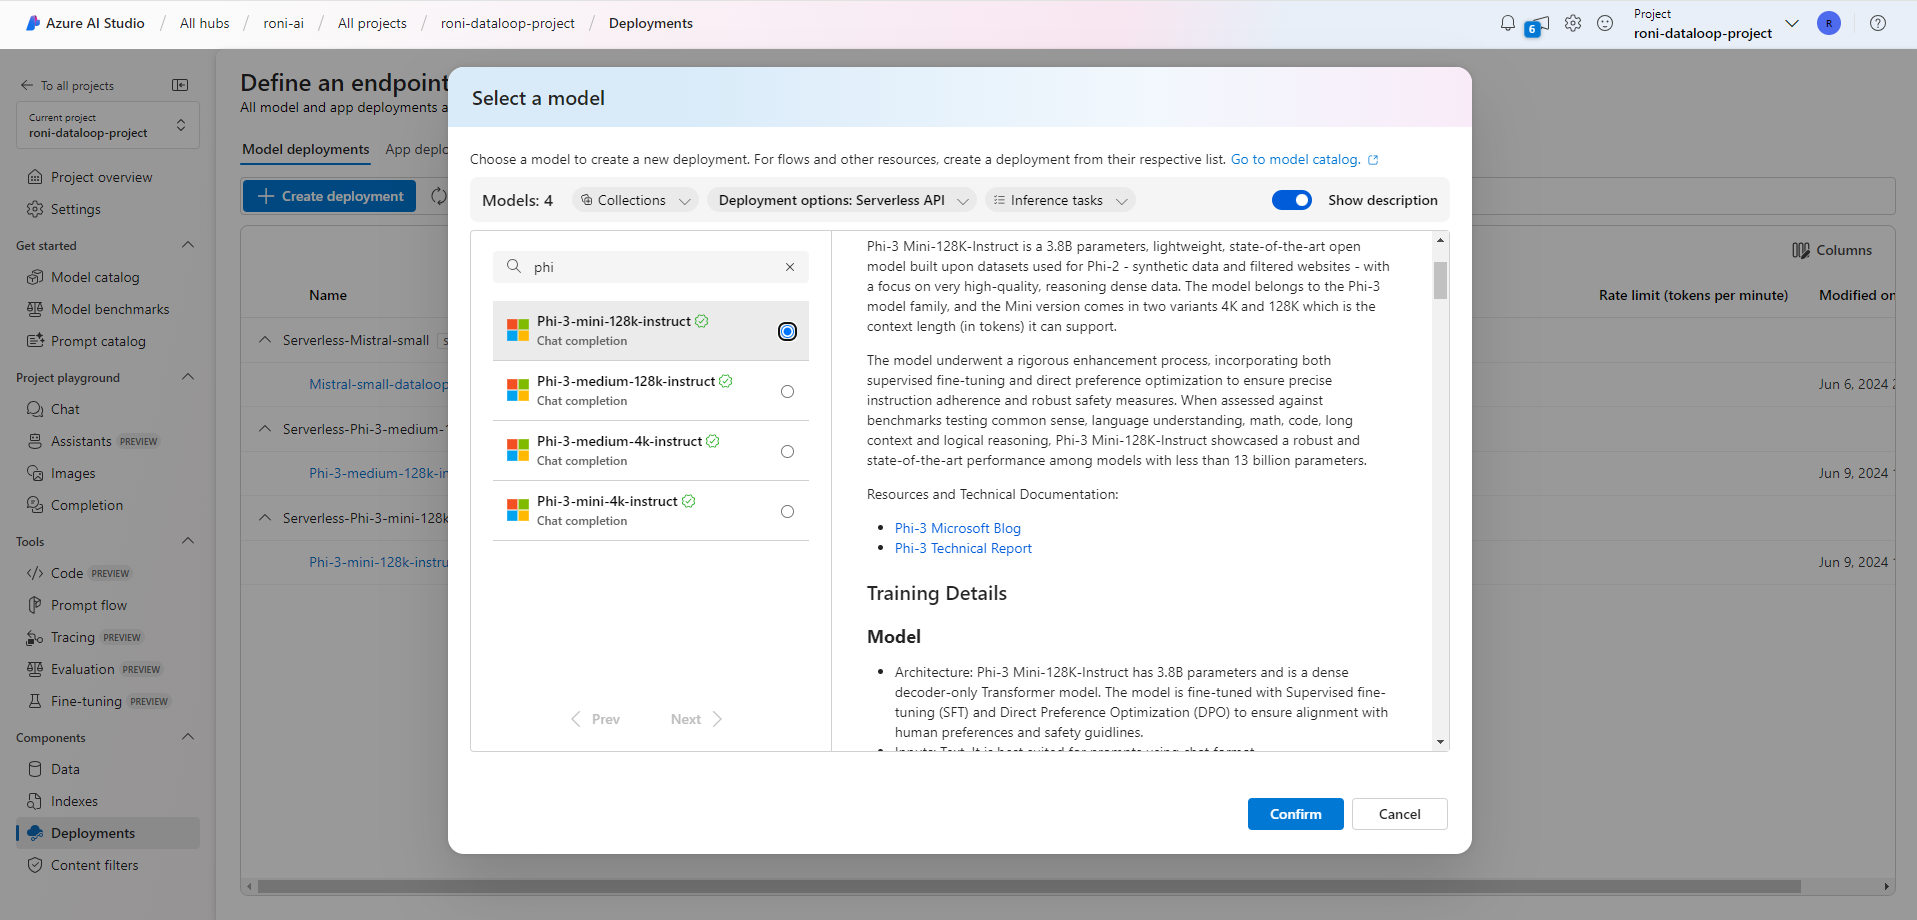 Azure AI Studio / All hubs / roni-ai / All projects / roni-dataloop-project / Deployments
6
Project
roni-dataloop-project
R
To all projects
Current project
roni-dataloop-project
Project overview
Settings
Get started
Model catalog
Model benchmarks
Prompt catalog
Project playground
Chat
Assistants PREVIEW
Images
Completion
Tools
Code PREVIEW
Prompt flow
Tracing PREVIEW
Evaluation PREVIEW
Fine-tuning PREVIEW
Components
Data
Indexes
Deployments
Content filters
Define an endpoint
All model and app deployments a
Model deployments App deplo
Create deployment
Columns
Name
Rate limit (tokens per minute) Modified on
Serverless-Mistral-small s
Mistral-small-dataloop
Jun 6, 2024
Serverless-Phi-3-medium-1
Phi-3-medium-128k-in
Jun 9, 2024
Serverless-Phi-3-mini-128k
Phi-3-mini-128k-instru
Jun 9, 2024
Select a model
Choose a model to create a new deployment. For flows and other resources, create a deployment from their respective list. Go to model catalog.
Models: 4 Collections Deployment options: Serverless API Inference tasks Show description
phi
Phi-3-mini-128k-instruct
Chat completion
Phi-3-medium-128k-instruct
Chat completion
Phi-3-medium-4k-instruct
Chat completion
Phi-3-mini-4k-instruct
Chat completion
Prev Next
Phi-3 Mini-128K-Instruct is a 3.8B parameters, lightweight, state-of-the-art open
model built upon datasets used for Phi-2 - synthetic data and filtered websites - with
a focus on very high-quality, reasoning dense data. The model belongs to the Phi-3
model family, and the Mini version comes in two variants 4K and 128K which is the
context length (in tokens) it can support.
The model underwent a rigorous enhancement process, incorporating both
supervised fine-tuning and direct preference optimization to ensure precise
instruction adherence and robust safety measures. When assessed against
benchmarks testing common sense, language understanding, math, code, long
context and logical reasoning, Phi-3 Mini-128K-Instruct showcased a robust and
state-of-the-art performance among models with less than 13 billion parameters.
Resources and Technical Documentation:
• Phi-3 Microsoft Blog
• Phi-3 Technical Report
Training Details
Model
• Architecture: Phi-3 Mini-128K-Instruct has 3.8B parameters and is a dense
decoder-only Transformer model. The model is fine-tuned with Supervised fine-
tuning (SFT) and Direct Preference Optimization (DPO) to ensure alignment with
human preferences and safety guidlines.
• Inputs: Text. It is best suited for prompts using chat format.
Confirm Cancel